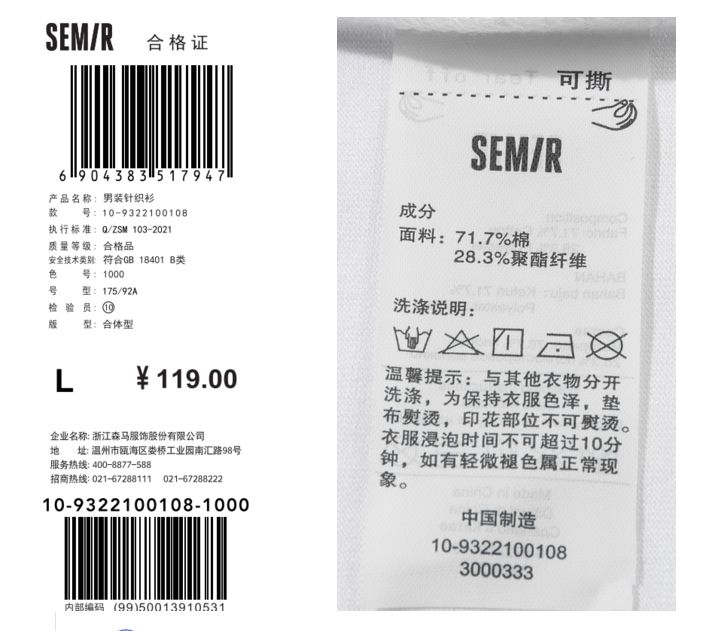 SEM/R 合格证
6 904383 517947
产品名称: 男装针织衫
款 号: 10-9322100108
执行标准: Q/ZSM 103-2021
质量等级: 合格品
安全技术类别: 符合GB 18401 B类
色 号: 1000
号 型: 175/92A
检 验 员: ⑩
版 型: 合体型
L ¥119.00
企业名称: 浙江森马服饰股份有限公司
地 址: 温州市瓯海区娄桥工业园南汇路98号
服务热线: 400-8877-588
招商热线: 021-67288111 021-67288222
10-9322100108-1000
内部编码 (99)50013910531
Tear off
可撕
SEM/R
成分
面料: 71.7%棉
28.3%聚酯纤维
洗涤说明:
温馨提示: 与其他衣物分开
洗涤, 为保持衣服色泽, 垫
布熨烫, 印花部位不可熨烫。
衣服浸泡时间不可超过10分
钟, 如有轻微褪色属正常现
象。
中国制造
10-9322100108
3000333